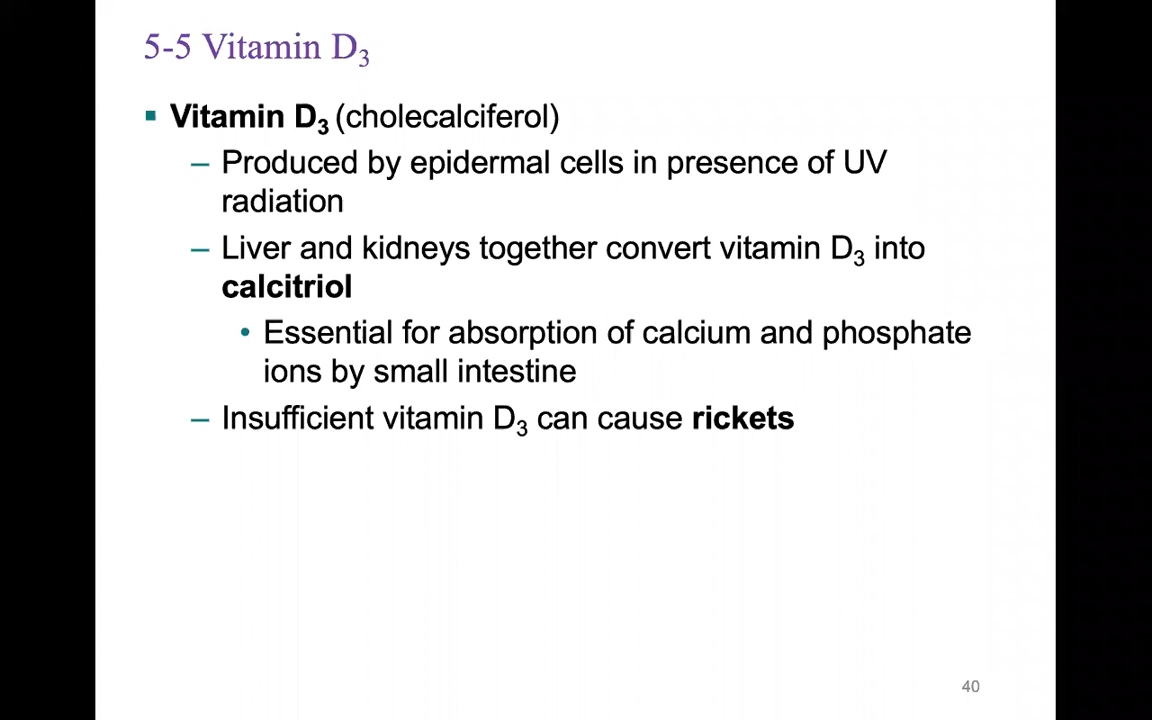 5-5 Vitamin D₃
▪ Vitamin D₃ (cholecalciferol)
– Produced by epidermal cells in presence of UV
radiation
– Liver and kidneys together convert vitamin D₃ into
calcitriol
• Essential for absorption of calcium and phosphate
ions by small intestine
– Insufficient vitamin D₃ can cause rickets
40